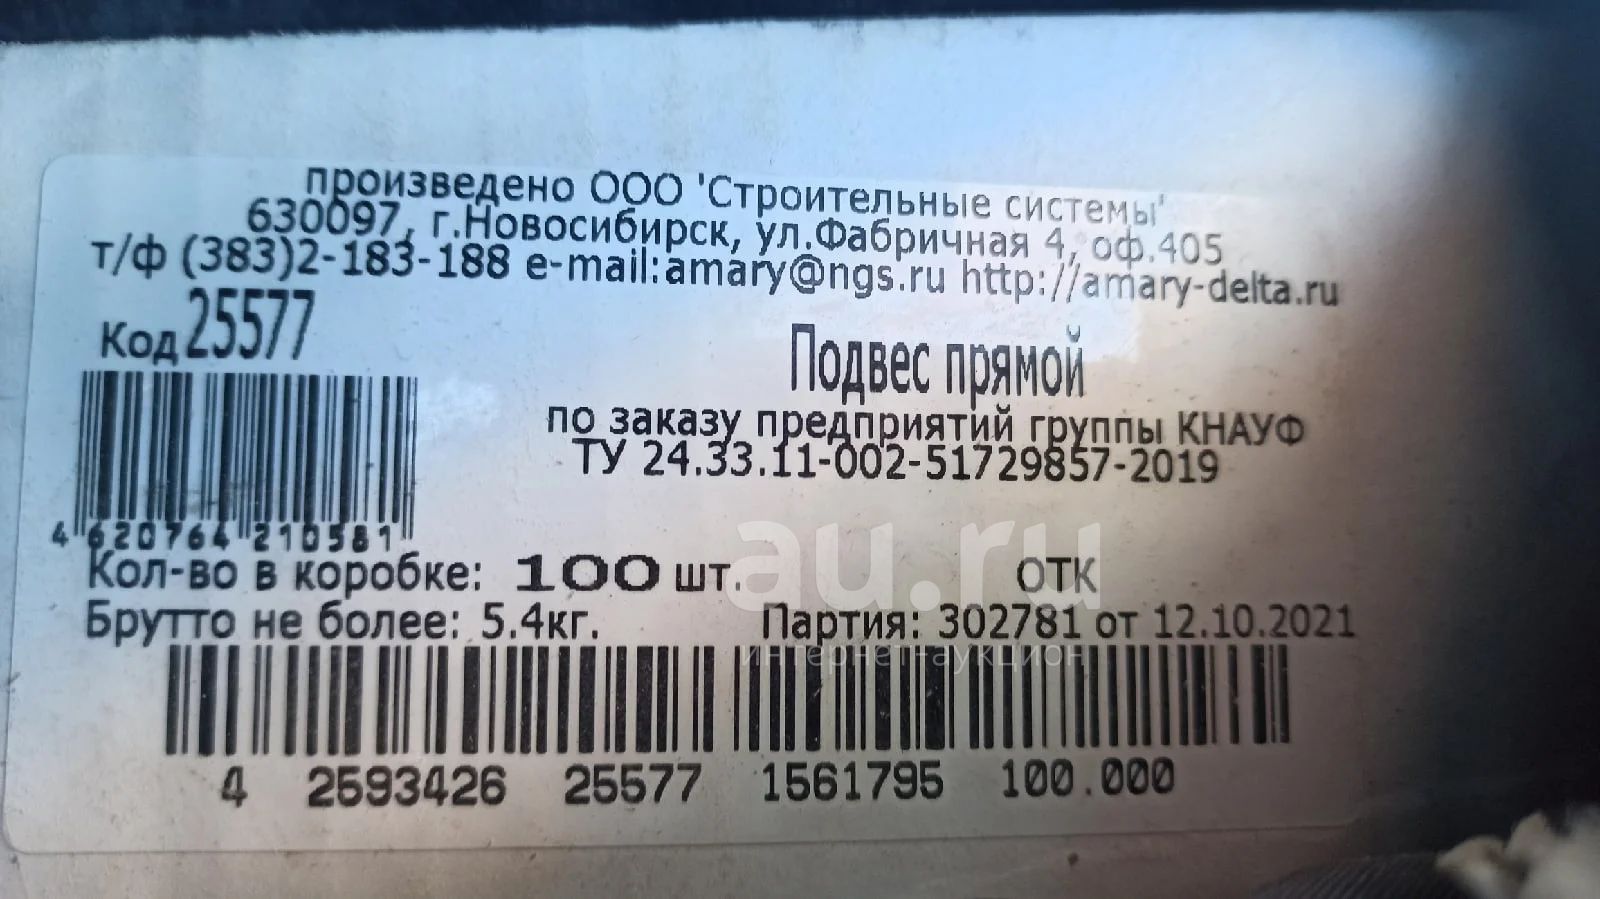 произведено ООО 'Строительные системы'
630097, г.Новосибирск, ул.Фабричная 4, оф.405
т/ф (383)2-183-188 e-mail:amary@ngs.ru http://amary-delta.ru
Код 25577
Подвес прямой
по заказу предприятий группы КНАУФ
ТУ 24.33.11-002-51729857-2019
4 620764 210581
au.ru
Кол-во в коробке: 100 шт.
ОТК
Брутто не более: 5.4кг.
Партия: 302781 от 12.10.2021
интернет-аукцион
4 2593426 25577 1561795 100.000